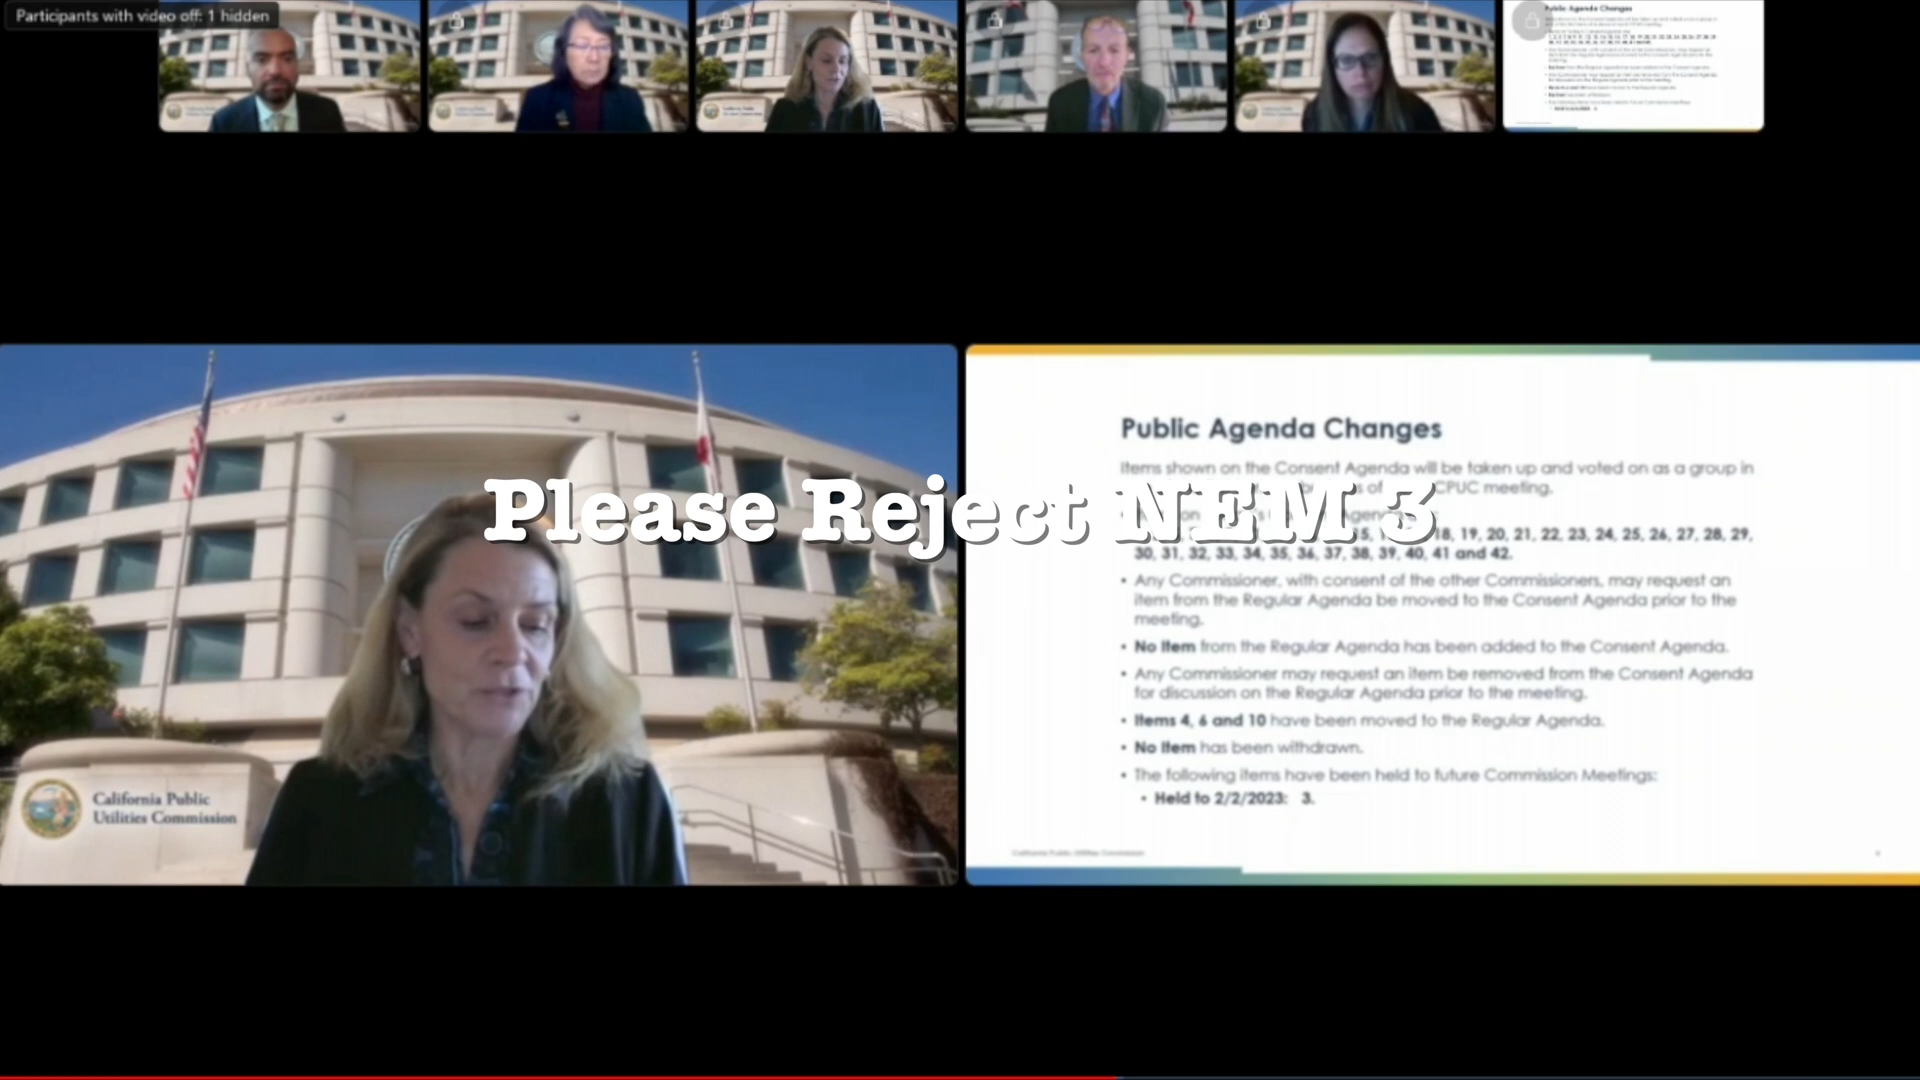 Participants with video off: 1 hidden
Public Agenda Changes
California Public
Utilities Commission
Please Reject NEM 3
Public Agenda Changes
Items shown on the Consent Agenda will be taken up and voted on as a group in
of CPUC meeting.
18, 19, 20, 21, 22, 23, 24, 25, 26, 27, 28, 29,
30, 31, 32, 33, 34, 35, 36, 37, 38, 39, 40, 41 and 42.
• Any Commissioner, with consent of the other Commissioners, may request an
item from the Regular Agenda be moved to the Consent Agenda prior to the
meeting.
• No Item from the Regular Agenda has been added to the Consent Agenda.
• Any Commissioner may request an item be removed from the Consent Agenda
for discussion on the Regular Agenda prior to the meeting.
• Items 4, 6 and 10 have been moved to the Regular Agenda.
• No Item has been withdrawn.
• The following items have been held to future Commission Meetings:
• Held to 2/2/2023: 3.
California Public Utilities Commission